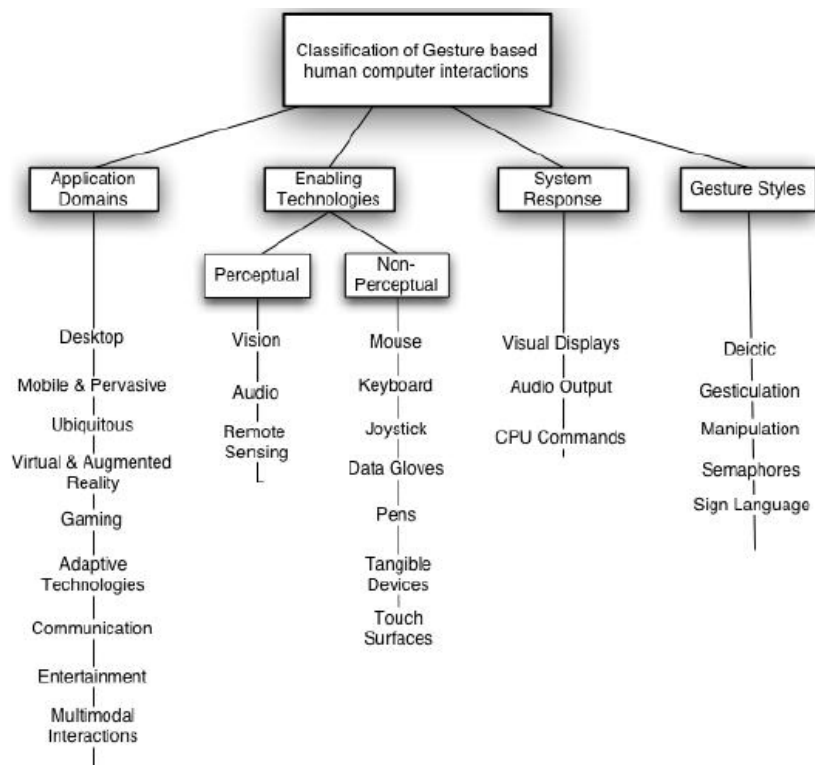 Classification of Gesture based
human computer interactions
Application
Domains
Enabling
Technologies
System
Response
Gesture Styles
Perceptual
Non-
Perceptual
Desktop
Mobile & Pervasive
Ubiquitous
Virtual & Augmented
Reality
Gaming
Adaptive
Technologies
Communication
Entertainment
Multimodal
Interactions
Vision
Audio
Remote
Sensing
Mouse
Keyboard
Joystick
Data Gloves
Pens
Tangible
Devices
Touch
Surfaces
Visual Displays
Audio Output
CPU Commands
Deictic
Gesticulation
Manipulation
Semaphores
Sign Language